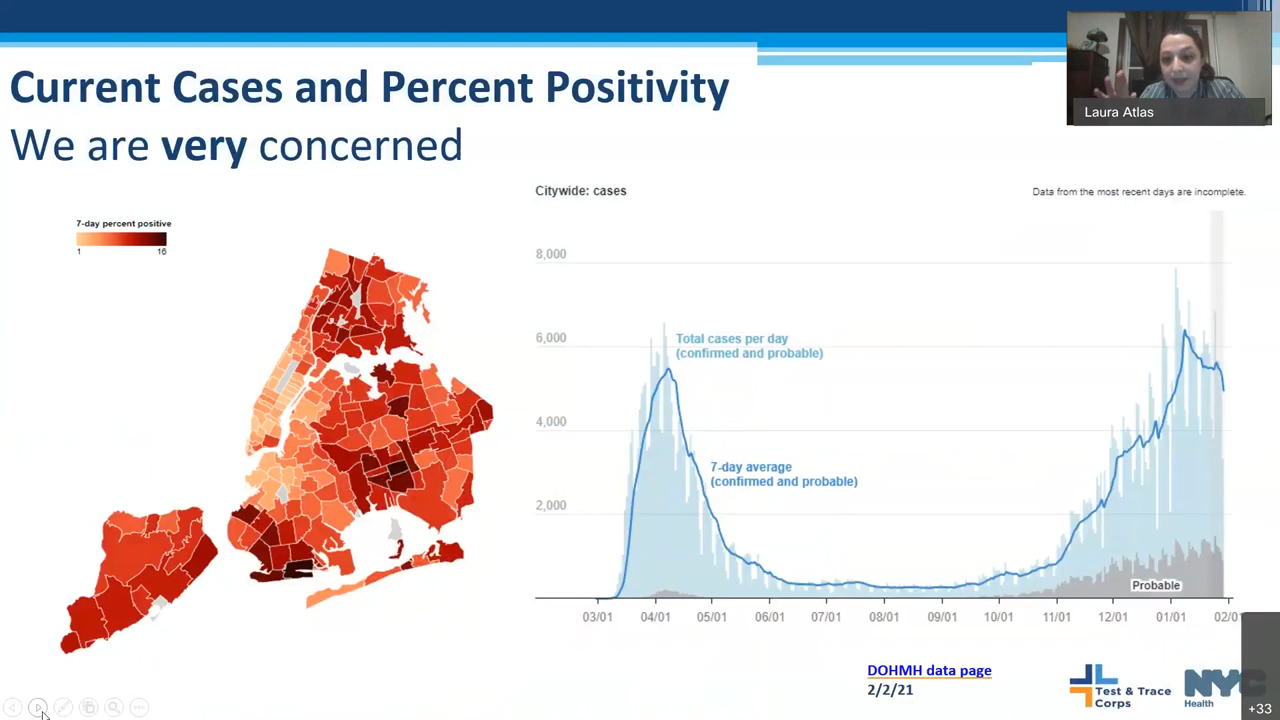 Current Cases and Percent Positivity
We are very concerned
Laura Atlas
Citywide: cases
Data from the most recent days are incomplete.
7-day percent positive
1 16
8,000
6,000
4,000
2,000
Total cases per day
(confirmed and probable)
7-day average
(confirmed and probable)
Probable
03/01 04/01 05/01 06/01 07/01 08/01 09/01 10/01 11/01 12/01 01/01 02/01
DOHMH data page
2/2/21
Test & Trace
Corps
NYC
Health
+33